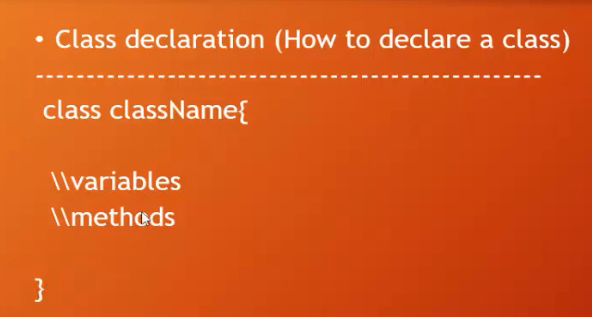 • Class declaration (How to declare a class)
-------------------------------------------------
class className{
\\variables
\\methods
}